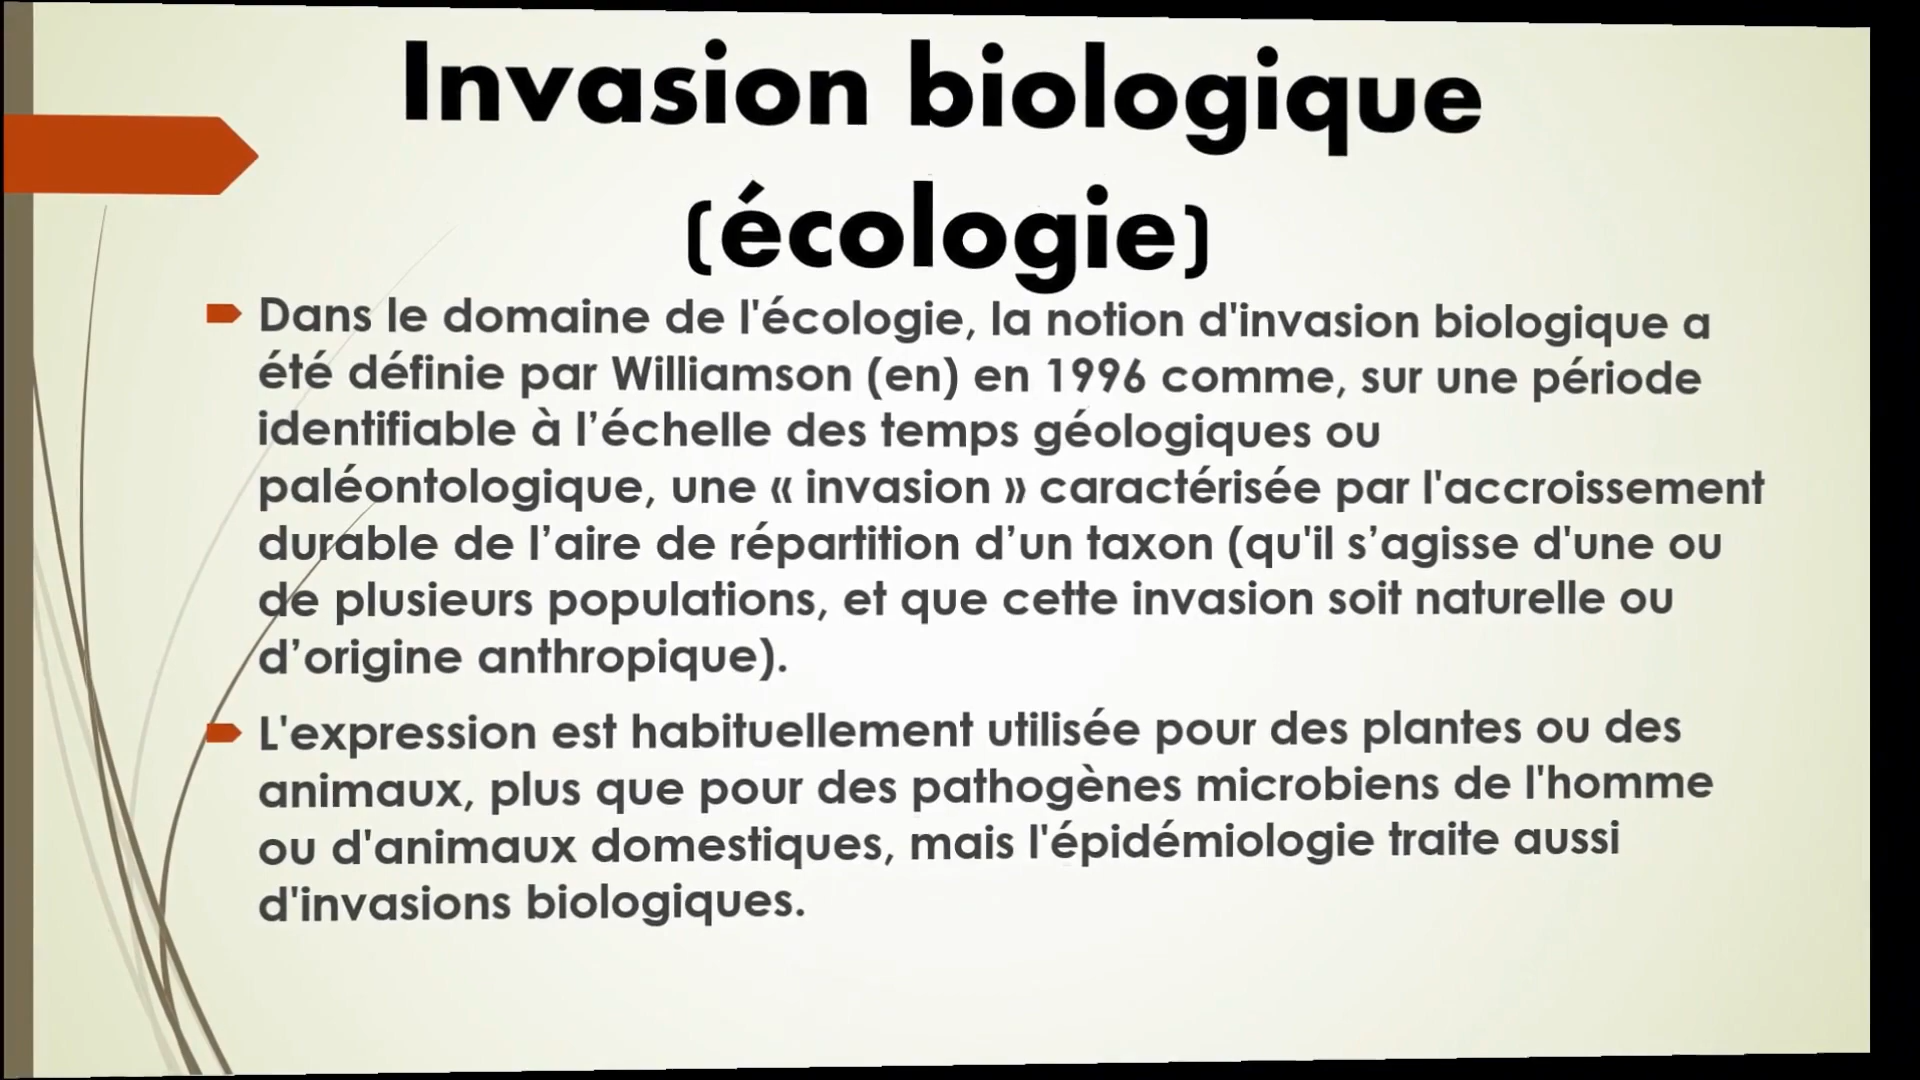 Invasion biologique
(écologie)
Dans le domaine de l'écologie, la notion d'invasion biologique a
été définie par Williamson (en) en 1996 comme, sur une période
identifiable à l’échelle des temps géologiques ou
paléontologique, une « invasion » caractérisée par l'accroissement
durable de l’aire de répartition d’un taxon (qu'il s’agisse d'une ou
de plusieurs populations, et que cette invasion soit naturelle ou
d’origine anthropique).
L'expression est habituellement utilisée pour des plantes ou des
animaux, plus que pour des pathogènes microbiens de l'homme
ou d'animaux domestiques, mais l'épidémiologie traite aussi
d'invasions biologiques.